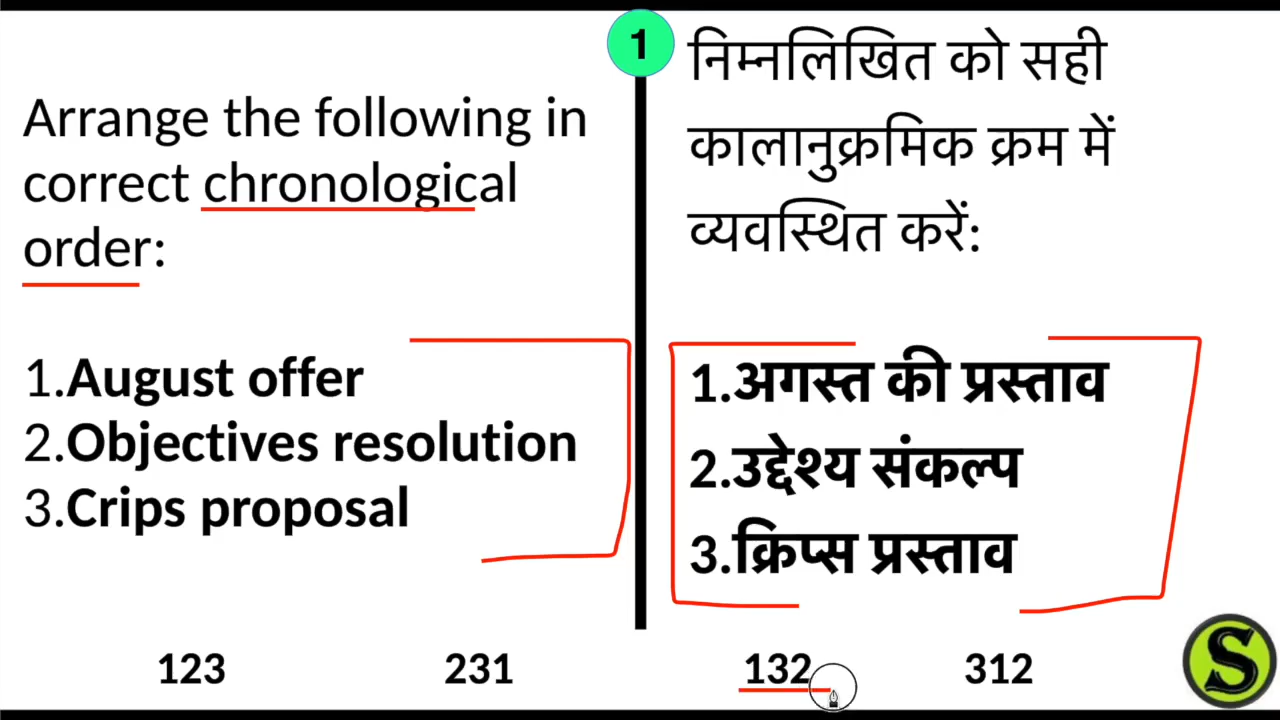 1
Arrange the following in
correct chronological
order:
1.August offer
2.Objectives resolution
3.Crips proposal
निम्नलिखित को सही
कालानुक्रमिक क्रम में
व्यवस्थित करें:
1.अगस्त की प्रस्ताव
2.उद्देश्य संकल्प
3.क्रिप्स प्रस्ताव
123 231 132 312
S